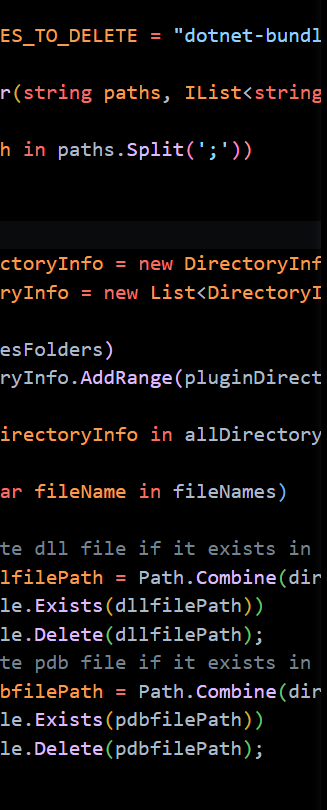 ES_TO_DELETE = "dotnet-bundl
r(string paths, IList<string
h in paths.Split(';'))
ctoryInfo = new DirectoryInf
ryInfo = new List<DirectoryI
esFolders)
ryInfo.AddRange(pluginDirect
irectoryInfo in allDirectory
ar fileName in fileNames)
te dll file if it exists in
lfilePath = Path.Combine(dir
le.Exists(dllfilePath))
le.Delete(dllfilePath);
te pdb file if it exists in
bfilePath = Path.Combine(dir
le.Exists(pdbfilePath))
le.Delete(pdbfilePath);